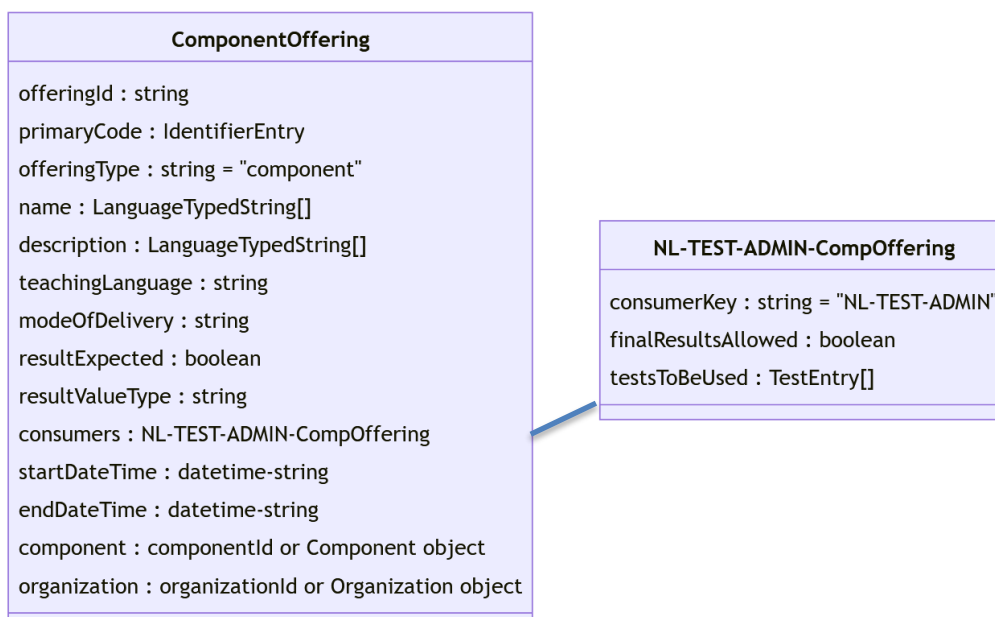 ComponentOffering
offeringId : string
primaryCode : IdentifierEntry
offeringType : string = "component"
name : LanguageTypedString[]
description : LanguageTypedString[]
teachingLanguage : string
modeOfDelivery : string
resultExpected : boolean
resultValueType : string
consumers : NL-TEST-ADMIN-CompOffering
startDateTime : datetime-string
endDateTime : datetime-string
component : componentId or Component object
organization : organizationId or Organization object
NL-TEST-ADMIN-CompOffering
consumerKey : string = "NL-TEST-ADMIN"
finalResultsAllowed : boolean
testsToBeUsed : TestEntry[]